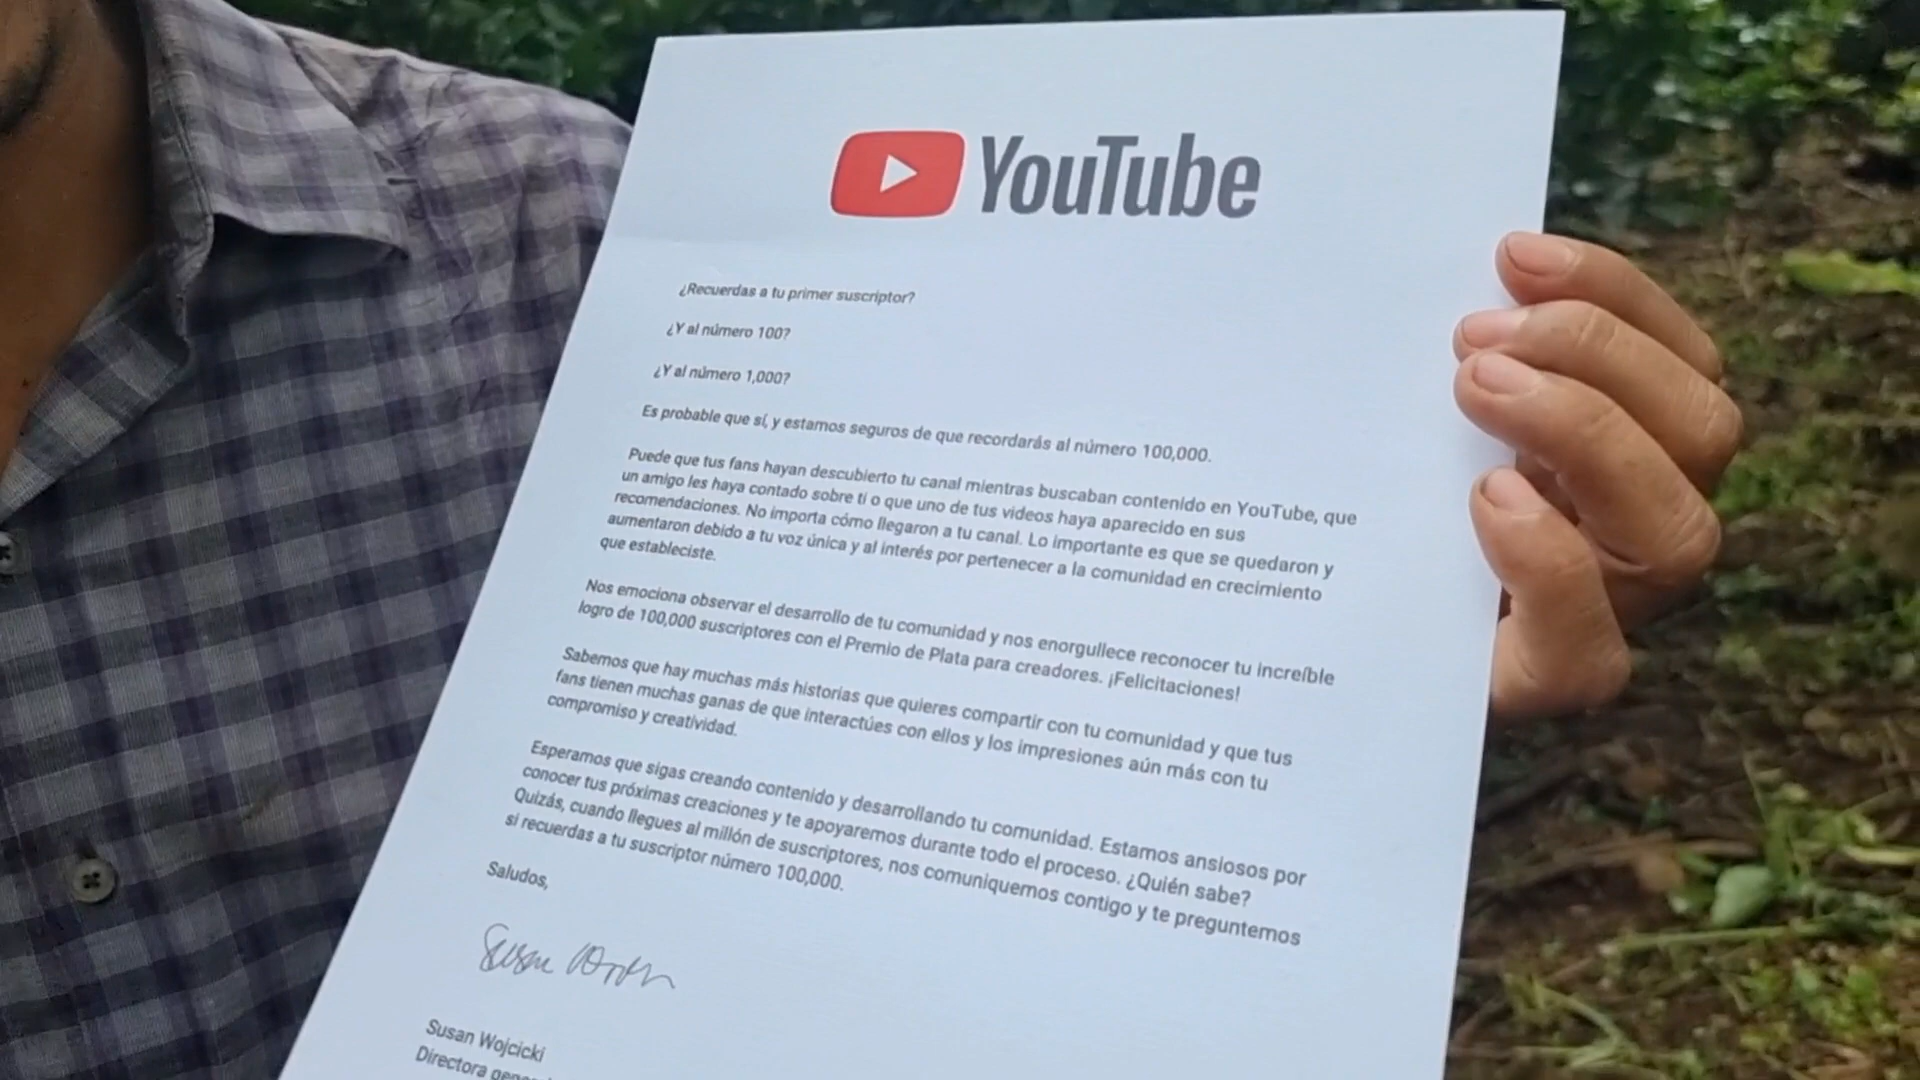 YouTube
¿Recuerdas a tu primer suscriptor?
¿Y al número 100?
¿Y al número 1,000?
Es probable que sí, y estamos seguros de que recordarás al número 100,000.
Puede que tus fans hayan descubierto tu canal mientras buscaban contenido en YouTube, que
un amigo les haya contado sobre ti o que uno de tus videos haya aparecido en sus
recomendaciones. No importa cómo llegaron a tu canal. Lo importante es que se quedaron y
aumentaron debido a tu voz única y al interés por pertenecer a la comunidad en crecimiento
que estableciste.
Nos emociona observar el desarrollo de tu comunidad y nos enorgullece reconocer tu increíble
logro de 100,000 suscriptores con el Premio de Plata para creadores. ¡Felicitaciones!
Sabemos que hay muchas más historias que quieres compartir con tu comunidad y que tus
fans tienen muchas ganas de que interactúes con ellos y los impresiones aún más con tu
compromiso y creatividad.
Esperamos que sigas creando contenido y desarrollando tu comunidad. Estamos ansiosos por
conocer tus próximas creaciones y te apoyaremos durante todo el proceso. ¿Quién sabe?
Quizás, cuando llegues al millón de suscriptores, nos comuniquemos contigo y te preguntemos
si recuerdas a tu suscriptor número 100,000.
Saludos,
Susan Wojcicki
Directora